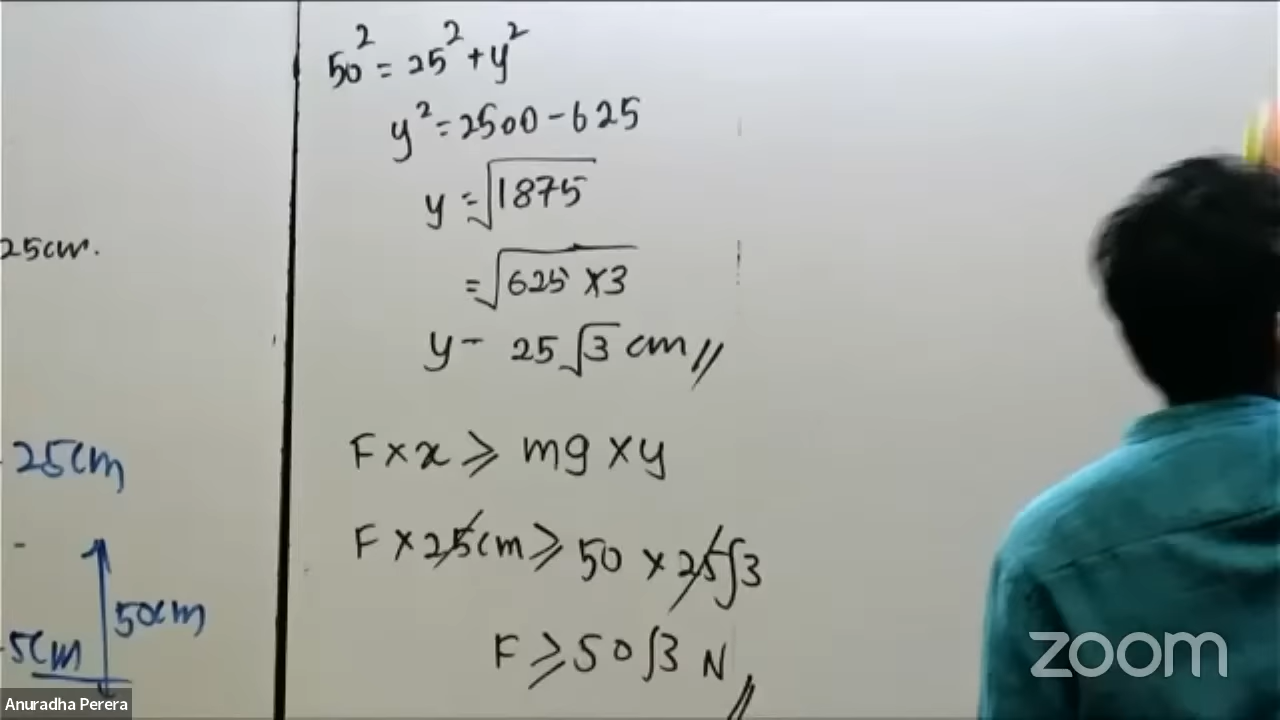 25cm.
25cm
50cm
5cm
50² = 25² + y²
y² = 2500 - 625
y = √1875
= √625 × 3
y - 25√3 cm //
F × x ≥ mg × y
F × 25cm ≥ 50 × 25√3
F ≥ 50√3 N //
zoom
Anuradha Perera